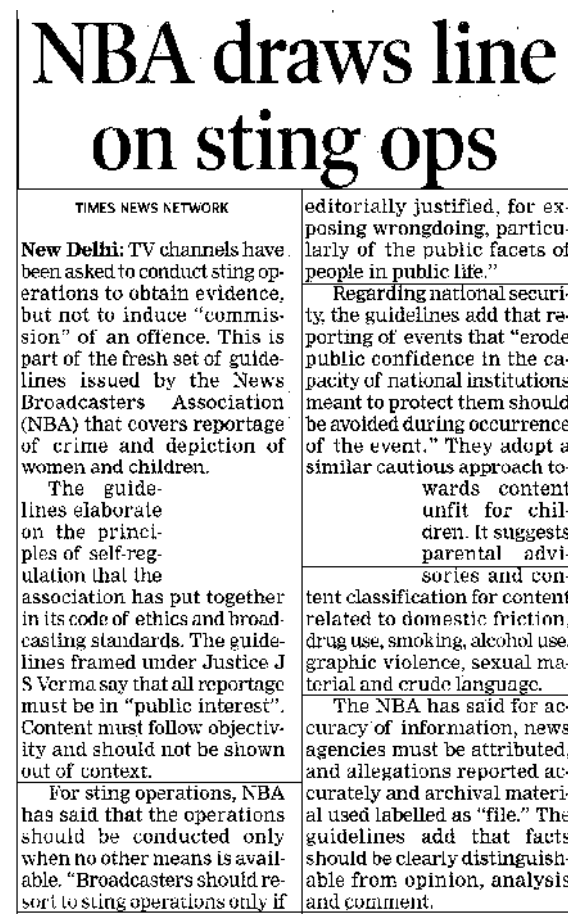 NBA draws line
on sting ops
TIMES NEWS NETWORK
New Delhi: TV channels have
been asked to conduct sting op-
erations to obtain evidence,
but not to induce “commis-
sion” of an offence. This is
part of the fresh set of guide-
lines issued by the News
Broadcasters Association
(NBA) that covers reportage
of crime and depiction of
women and children.
The guide-
lines elaborate
on the princi-
ples of self-reg-
ulation that the
association has put together
in its code of ethics and broad-
casting standards. The guide-
lines framed under Justice J
S Verma say that all reportage
must be in “public interest”.
Content must follow objectiv-
ity and should not be shown
out of context.
For sting operations, NBA
has said that the operations
should be conducted only
when no other means is avail-
able. “Broadcasters should re-
sort to sting operations only if
editorially justified, for ex-
posing wrongdoing, particu-
larly of the public facets of
people in public life.”
Regarding national securi-
ty, the guidelines add that re-
porting of events that “erode
public confidence in the ca-
pacity of national institutions
meant to protect them should
be avoided during occurrence
of the event.” They adopt a
similar cautious approach to-
wards content
unfit for chil-
dren. It suggests
parental advi-
sories and con-
tent classification for content
related to domestic friction,
drug use, smoking, alcohol use,
graphic violence, sexual ma-
terial and crude language.
The NBA has said for ac-
curacy of information, news
agencies must be attributed,
and allegations reported ac-
curately and archival materi-
al used labelled as “file.” The
guidelines add that facts
should be clearly distinguish-
able from opinion, analysis
and comment.